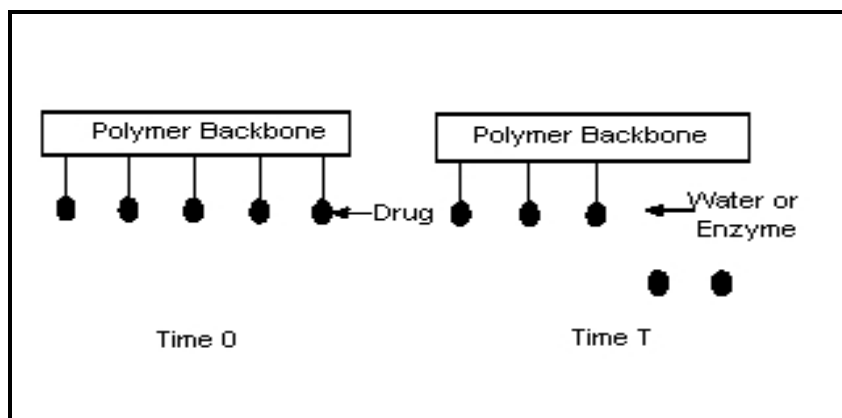 Polymer Backbone
Drug
Time 0
Polymer Backbone
Water or
Enzyme
Time T